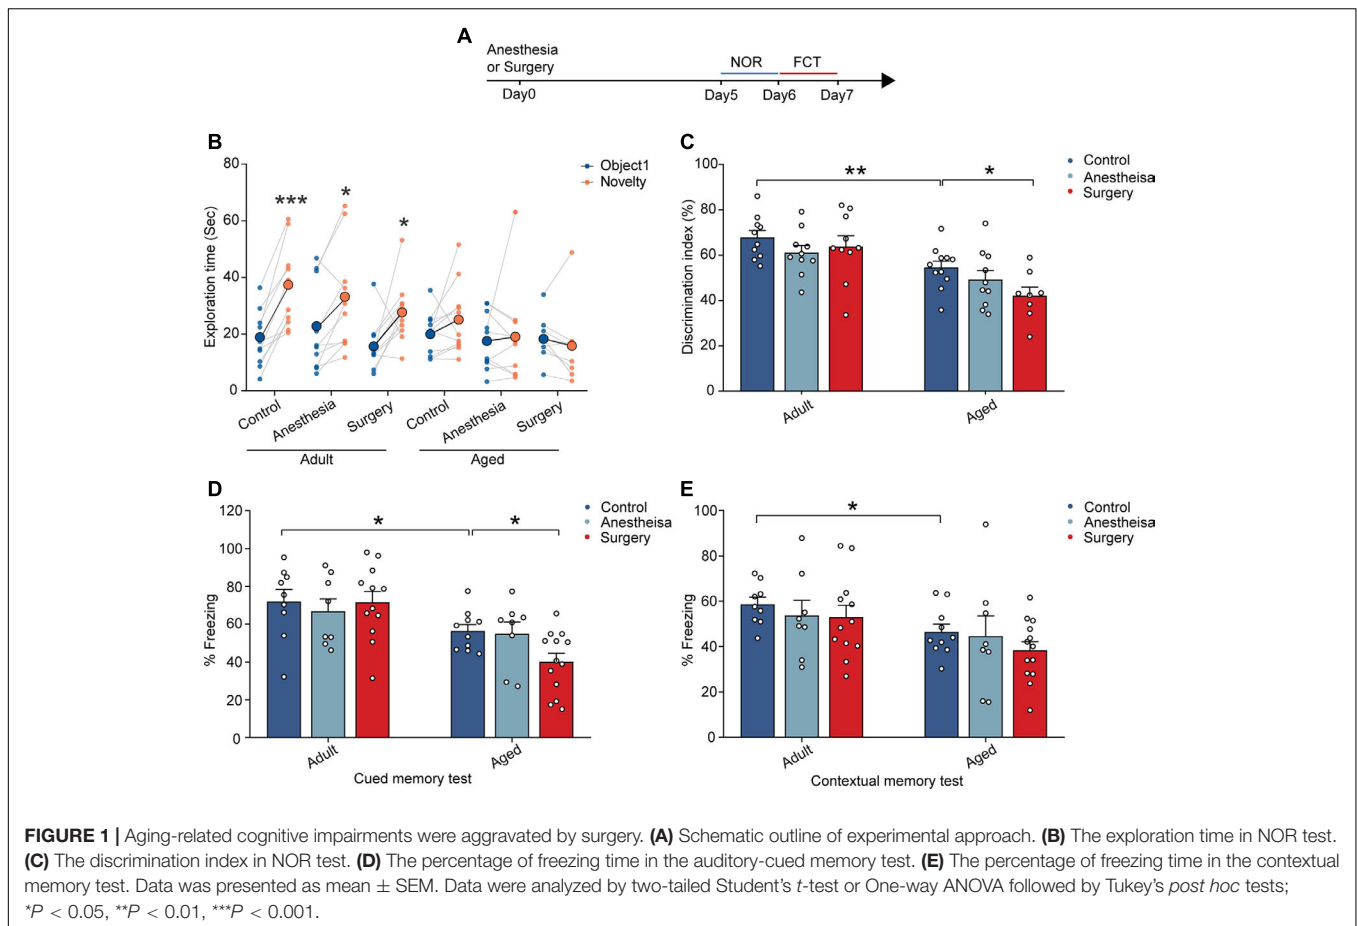 A
Anesthesia
or Surgery
NOR
FCT
Day0
Day5
Day6
Day7
B
Exploration time (Sec)
80
60
40
20
0
***
*
*
Object1
Novelty
Control
Anesthesia
Surgery
Control
Anesthesia
Surgery
Adult
Aged
C
Discrimination index (%)
100
80
60
40
20
0
**
*
Control
Anestheisa
Surgery
Adult
Aged
D
% Freezing
120
100
80
60
40
20
0
*
*
Control
Anestheisa
Surgery
Adult
Aged
Cued memory test
E
% Freezing
100
80
60
40
20
0
*
Control
Anestheisa
Surgery
Adult
Aged
Contextual memory test
FIGURE 1 | Aging-related cognitive impairments were aggravated by surgery. (A) Schematic outline of experimental approach. (B) The exploration time in NOR test.
(C) The discrimination index in NOR test. (D) The percentage of freezing time in the auditory-cued memory test. (E) The percentage of freezing time in the contextual
memory test. Data was presented as mean ± SEM. Data were analyzed by two-tailed Student's t-test or One-way ANOVA followed by Tukey's post hoc tests;
*P < 0.05, **P < 0.01, ***P < 0.001.